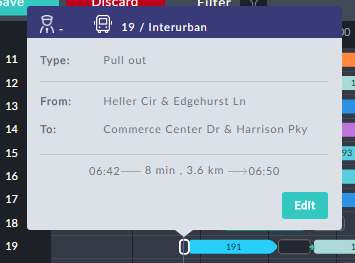 Save Discard Filter
- 19 / Interurban
00
Type: Pull out
11
12
From: Heller Cir & Edgehurst Ln
13
To: Commerce Center Dr & Harrison Pky
14
15
06:42 8 min , 3.6 km 06:50
16
17 Edit
18
19 191